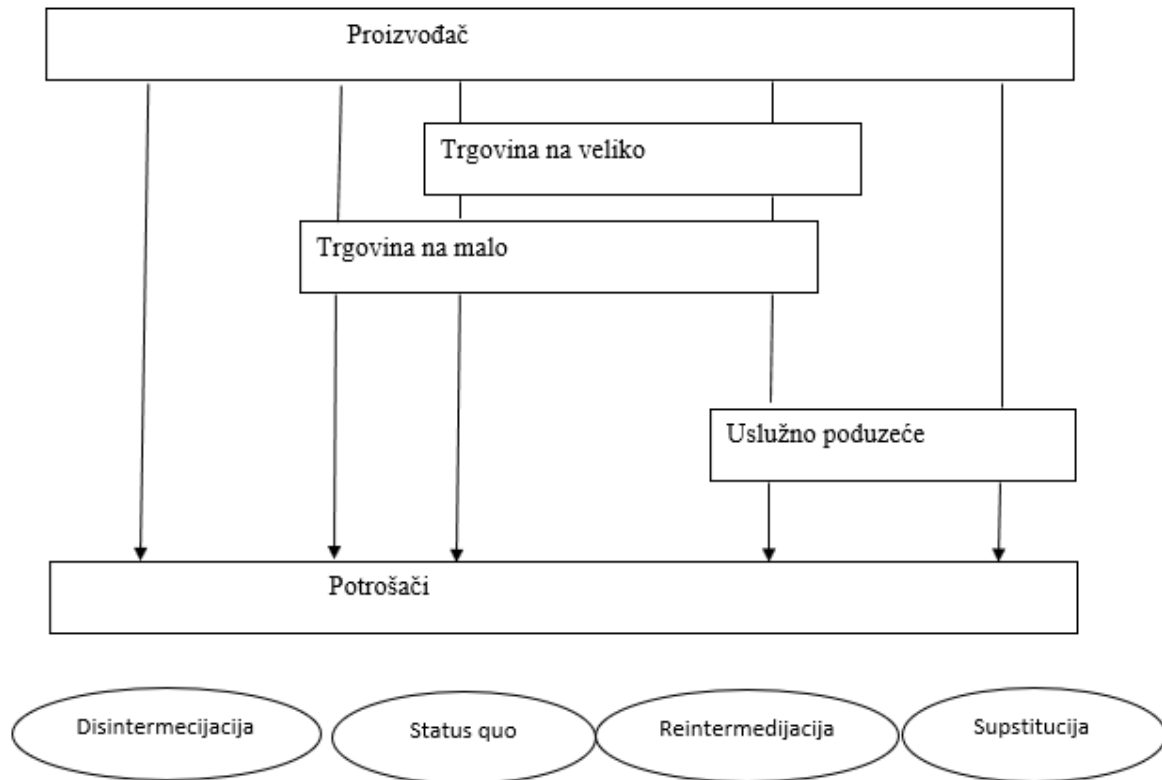 Proizvođač
Trgovina na veliko
Trgovina na malo
Uslužno poduzeće
Potrošači
Disintermecijacija
Status quo
Reintermedijacija
Supstitucija